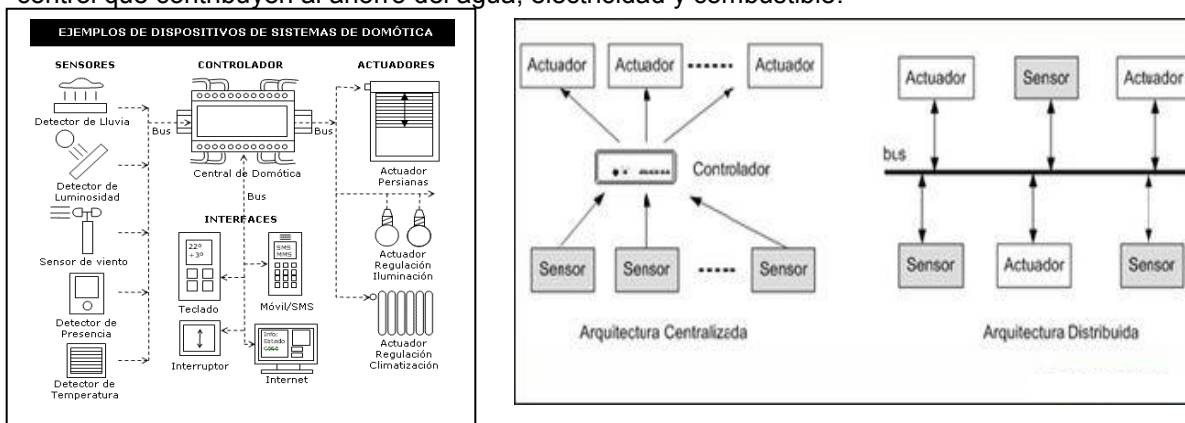 control que contribuyen al ahorro del agua, electricidad y combustible.
EJEMPLOS DE DISPOSITIVOS DE SISTEMAS DE DOMÓTICA
SENSORES
CONTROLADOR
ACTUADORES
Detector de Lluvia
Bus
Bus
Central de Domótica
Actuador
Persianas
Detector de
Luminosidad
Bus
INTERFACES
Sensor de viento
22º
+3º
SMS
MMS
Actuador
Regulación
Iluminación
Teclado
Móvil/SMS
Detector de
Presencia
Info:
Estado
Casa
Interruptor
Internet
Actuador
Regulación
Climatización
Detector de
Temperatura
Actuador
Actuador
Actuador
Controlador
Sensor
Sensor
Sensor
Arquitectura Centralizada
Actuador
Sensor
Actuador
bus
Sensor
Actuador
Sensor
Arquitectura Distribuida